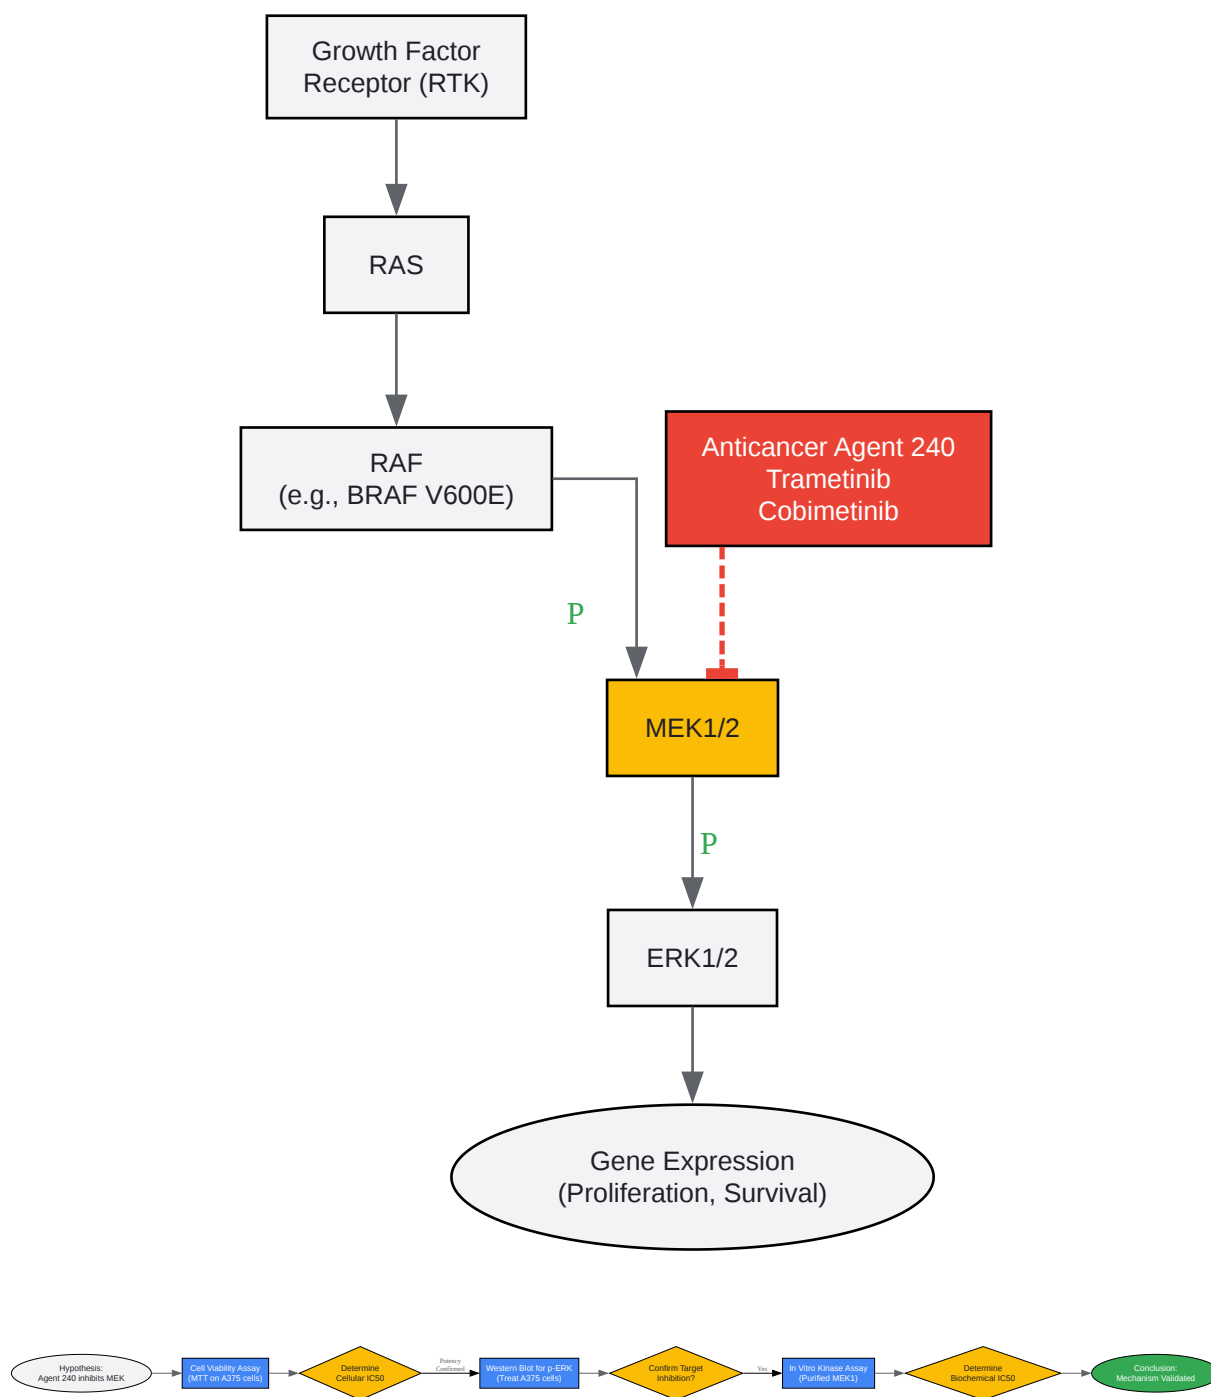 Growth Factor
Receptor (RTK)
RAS
RAF
(e.g., BRAF V600E)
Anticancer Agent 240
Trametinib
Cobimetinib
P
MEK1/2
P
ERK1/2
Gene Expression
(Proliferation, Survival)
Hypothesis:
Agent 240 inhibits MEK
Cell Viability Assay
(MTT on A375 cells)
Determine
Cellular IC50
Potency
Confirmed
Western Blot for p-ERK
(Treat A375 cells)
Confirm Target
Inhibition?
Yes
In Vitro Kinase Assay
(Purified MEK1)
Determine
Biochemical IC50
Conclusion:
Mechanism Validated